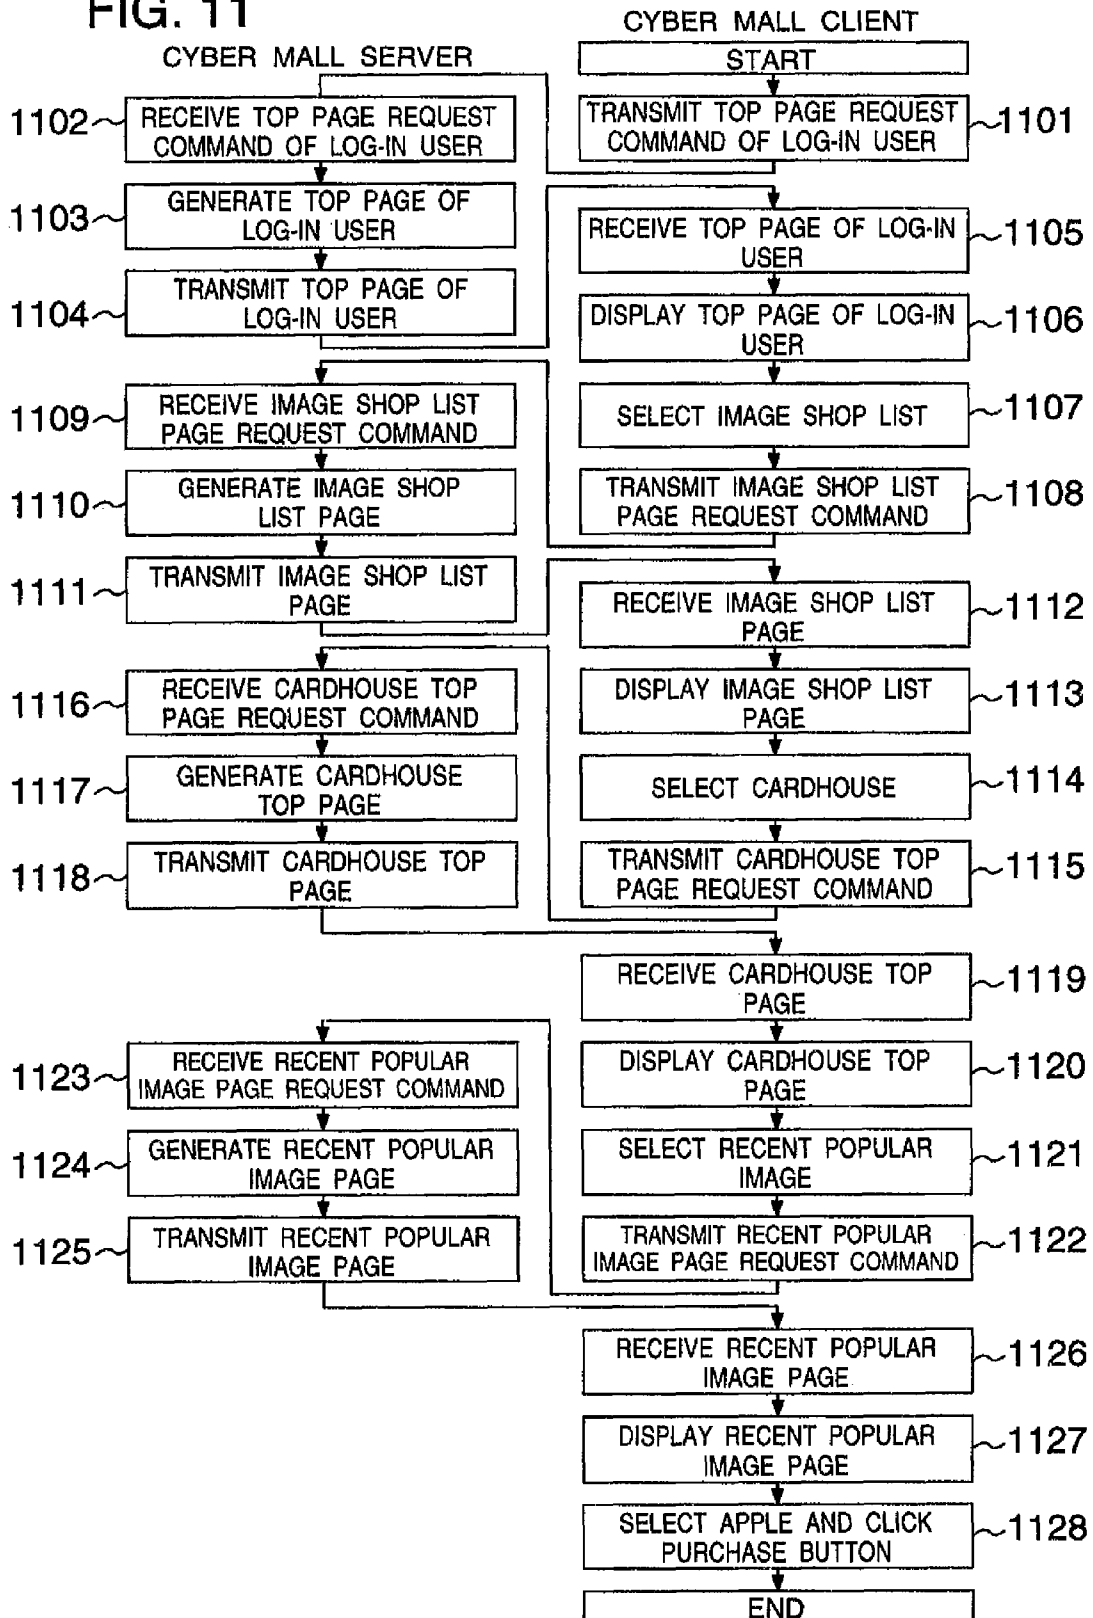 FIG. 11
CYBER MALL SERVER
CYBER MALL CLIENT
START
1102
RECEIVE TOP PAGE REQUEST
COMMAND OF LOG-IN USER
TRANSMIT TOP PAGE REQUEST
COMMAND OF LOG-IN USER
1101
1103
GENERATE TOP PAGE OF
LOG-IN USER
RECEIVE TOP PAGE OF LOG-IN
USER
1105
1104
TRANSMIT TOP PAGE OF
LOG-IN USER
DISPLAY TOP PAGE OF LOG-IN
USER
1106
1109
RECEIVE IMAGE SHOP LIST
PAGE REQUEST COMMAND
SELECT IMAGE SHOP LIST
1107
1110
GENERATE IMAGE SHOP
LIST PAGE
TRANSMIT IMAGE SHOP LIST
PAGE REQUEST COMMAND
1108
1111
TRANSMIT IMAGE SHOP LIST
PAGE
RECEIVE IMAGE SHOP LIST
PAGE
1112
1116
RECEIVE CARDHOUSE TOP
PAGE REQUEST COMMAND
DISPLAY IMAGE SHOP LIST
PAGE
1113
1117
GENERATE CARDHOUSE
TOP PAGE
SELECT CARDHOUSE
1114
1118
TRANSMIT CARDHOUSE TOP
PAGE
TRANSMIT CARDHOUSE TOP
PAGE REQUEST COMMAND
1115
RECEIVE CARDHOUSE TOP
PAGE
1119
1123
RECEIVE RECENT POPULAR
IMAGE PAGE REQUEST COMMAND
DISPLAY CARDHOUSE TOP
PAGE
1120
1124
GENERATE RECENT POPULAR
IMAGE PAGE
SELECT RECENT POPULAR
IMAGE
1121
1125
TRANSMIT RECENT POPULAR
IMAGE PAGE
TRANSMIT RECENT POPULAR
IMAGE PAGE REQUEST COMMAND
1122
RECEIVE RECENT POPULAR
IMAGE PAGE
1126
DISPLAY RECENT POPULAR
IMAGE PAGE
1127
SELECT APPLE AND CLICK
PURCHASE BUTTON
1128
END